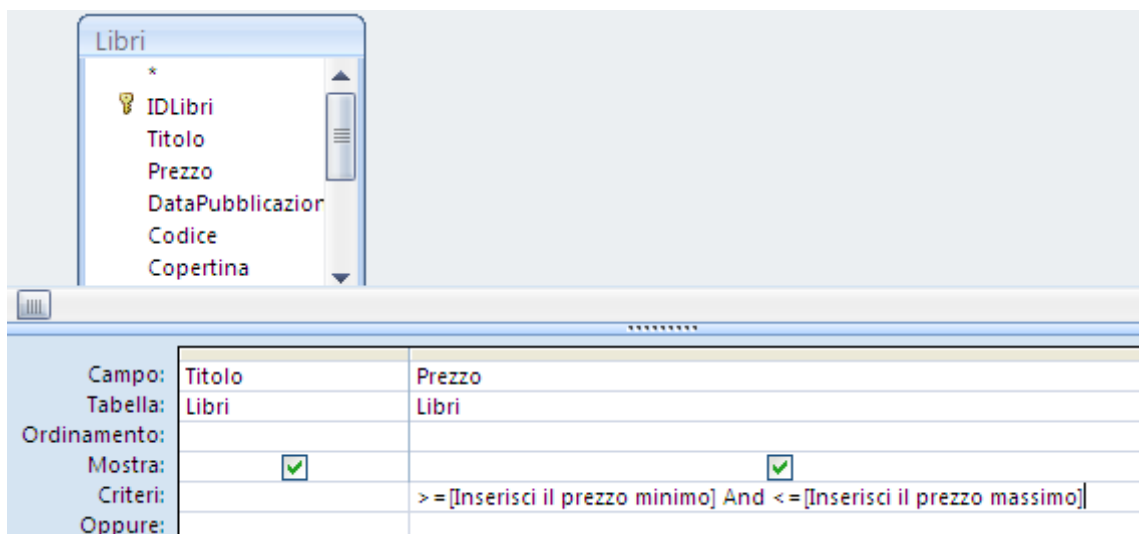 Libri
*
IDLibri
Titolo
Prezzo
DataPubblicazion
Codice
Copertina
Campo: Titolo Prezzo
Tabella: Libri Libri
Ordinamento:
Mostra:
Criteri: >=[Inserisci il prezzo minimo] And <=[Inserisci il prezzo massimo]
Oppure: